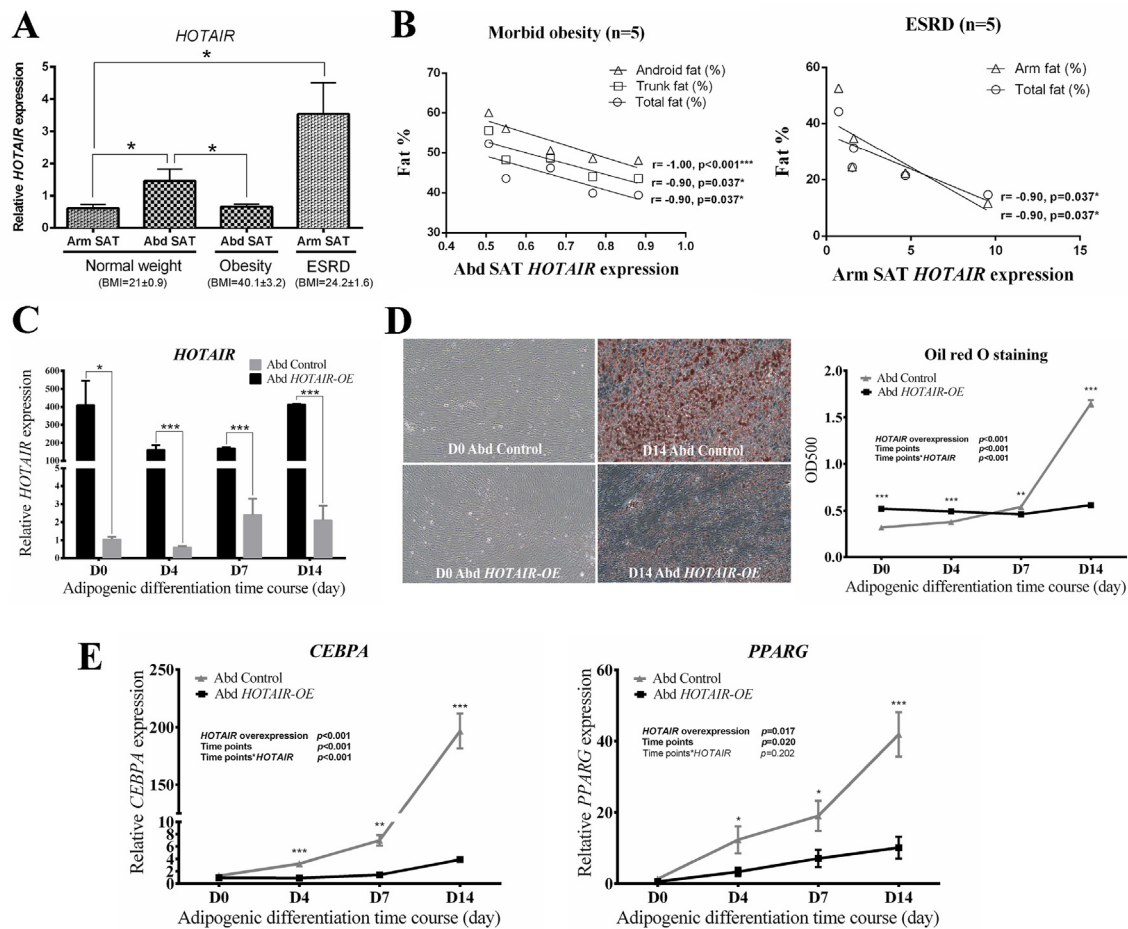 A
HOTAIR
*
*
*
Relative HOTAIR expression
5
4
3
2
1
0
Arm SAT
Abd SAT
Abd SAT
Arm SAT
Normal weight
Obesity
ESRD
(BMI=21±0.9)
(BMI=40.1±3.2)
(BMI=24.2±1.6)
B
Morbid obesity (n=5)
Android fat (%)
Trunk fat (%)
Total fat (%)
Fat %
70
60
50
40
30
r= -1.00, p<0.001***
r= -0.90, p=0.037*
r= -0.90, p=0.037*
0.4 0.5 0.6 0.7 0.8 0.9 1.0
Abd SAT HOTAIR expression
ESRD (n=5)
Arm fat (%)
Total fat (%)
Fat %
60
40
20
0
r= -0.90, p=0.037*
r= -0.90, p=0.037*
0 5 10 15
Arm SAT HOTAIR expression
C
HOTAIR
Abd Control
Abd HOTAIR-OE
Relative HOTAIR expression
600
500
400
300
200
100
5
4
3
2
1
0
*
***
***
***
D0 D4 D7 D14
Adipogenic differentiation time course (day)
D
D0 Abd Control
D14 Abd Control
D0 Abd HOTAIR-OE
D14 Abd HOTAIR-OE
Oil red O staining
Abd Control
Abd HOTAIR-OE
HOTAIR overexpression p<0.001
Time points p<0.001
Time points*HOTAIR p<0.001
OD500
2.0
1.5
1.0
0.5
0.0
***
***
**
***
D0 D4 D7 D14
Adipogenic differentiation time course (day)
E
CEBPA
Abd Control
Abd HOTAIR-OE
HOTAIR overexpression p<0.001
Time points p<0.001
Time points*HOTAIR p<0.001
Relative CEBPA expression
250
200
150
100
10
8
6
4
2
0
***
**
***
D0 D4 D7 D14
Adipogenic differentiation time course (day)
PPARG
Abd Control
Abd HOTAIR-OE
HOTAIR overexpression p=0.017
Time points p=0.020
Time points*HOTAIR p=0.202
Relative PPARG expression
60
40
20
0
*
*
***
D0 D4 D7 D14
Adipogenic differentiation time course (day)